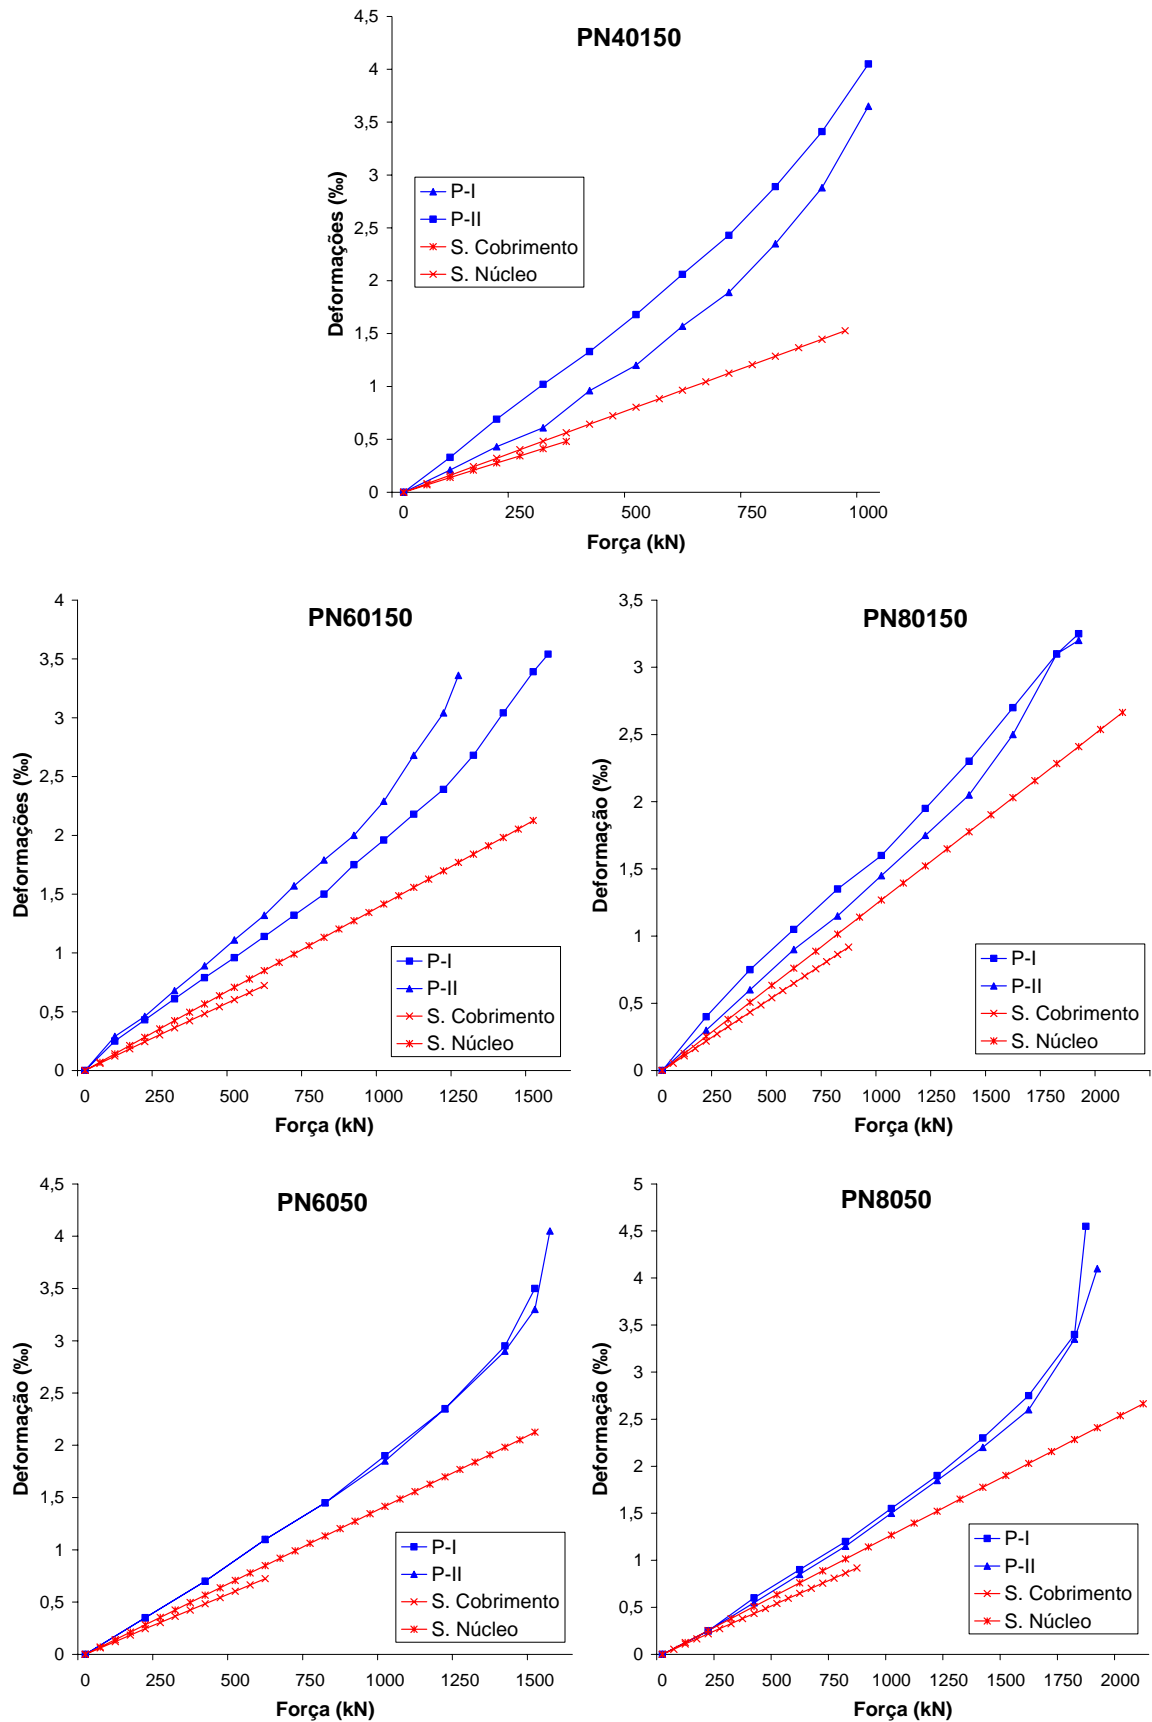 PN40150
4,5
4
3,5
3
2,5
2
1,5
1
0,5
0
Deformações (‰)
P-I
P-II
S. Cobrimento
S. Núcleo
0 250 500 750 1000
Força (kN)
PN60150
4
3,5
3
2,5
2
1,5
1
0,5
0
Deformações (‰)
P-I
P-II
S. Cobrimento
S. Núcleo
0 250 500 750 1000 1250 1500
Força (kN)
PN80150
3,5
3
2,5
2
1,5
1
0,5
0
Deformação (‰)
P-I
P-II
S. Cobrimento
S. Núcleo
0 250 500 750 1000 1250 1500 1750 2000
Força (kN)
PN6050
4,5
4
3,5
3
2,5
2
1,5
1
0,5
0
Deformação (‰)
P-I
P-II
S. Cobrimento
S. Núcleo
0 250 500 750 1000 1250 1500
Força (kN)
PN8050
5
4,5
4
3,5
3
2,5
2
1,5
1
0,5
0
Deformação (‰)
P-I
P-II
S. Cobrimento
S. Núcleo
0 250 500 750 1000 1250 1500 1750 2000
Força (kN)